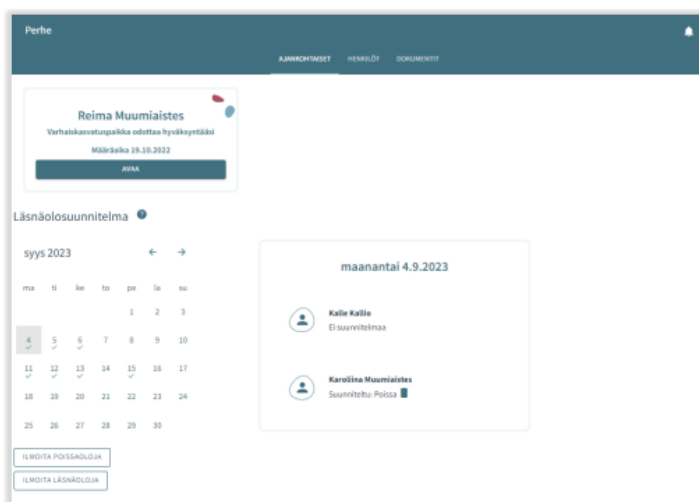 Perhe
AJANKOHTAISET HENKILÖT DOKUMENTIT
Reima Muumiaistes
Varhaiskasvatuspaikka odottaa hyväksyntääsi
Määräaika 19.10.2022
AVAA
Läsnäolosuunnitelma ?
syys 2023 ← →
ma ti ke to pe la su
1 2 3
4 5 6 7 8 9 10
11 12 13 14 15 16 17
18 19 20 21 22 23 24
25 26 27 28 29 30
ILMOITA POISSAOLOJA
ILMOITA LÄSNÄOLOJA
maanantai 4.9.2023
Kalle Kallio
Ei suunnitelmaa
Karoliina Muumiaistes
Suunniteltu: Poissa